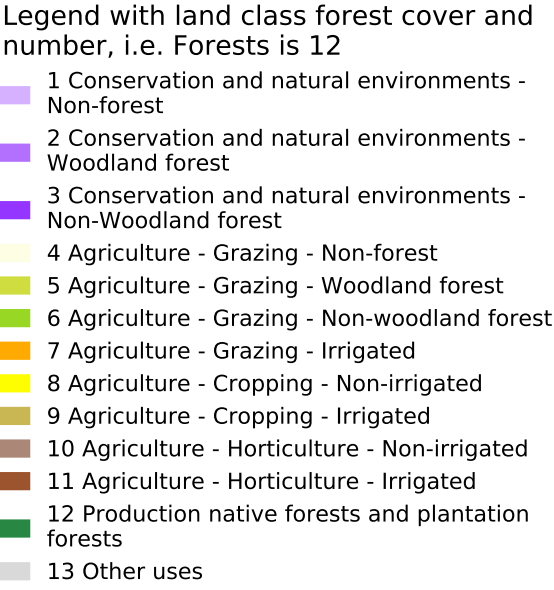 Legend with land class forest cover and
number, i.e. Forests is 12
1 Conservation and natural environments -
Non-forest
2 Conservation and natural environments -
Woodland forest
3 Conservation and natural environments -
Non-Woodland forest
4 Agriculture - Grazing - Non-forest
5 Agriculture - Grazing - Woodland forest
6 Agriculture - Grazing - Non-woodland forest
7 Agriculture - Grazing - Irrigated
8 Agriculture - Cropping - Non-irrigated
9 Agriculture - Cropping - Irrigated
10 Agriculture - Horticulture - Non-irrigated
11 Agriculture - Horticulture - Irrigated
12 Production native forests and plantation
forests
13 Other uses